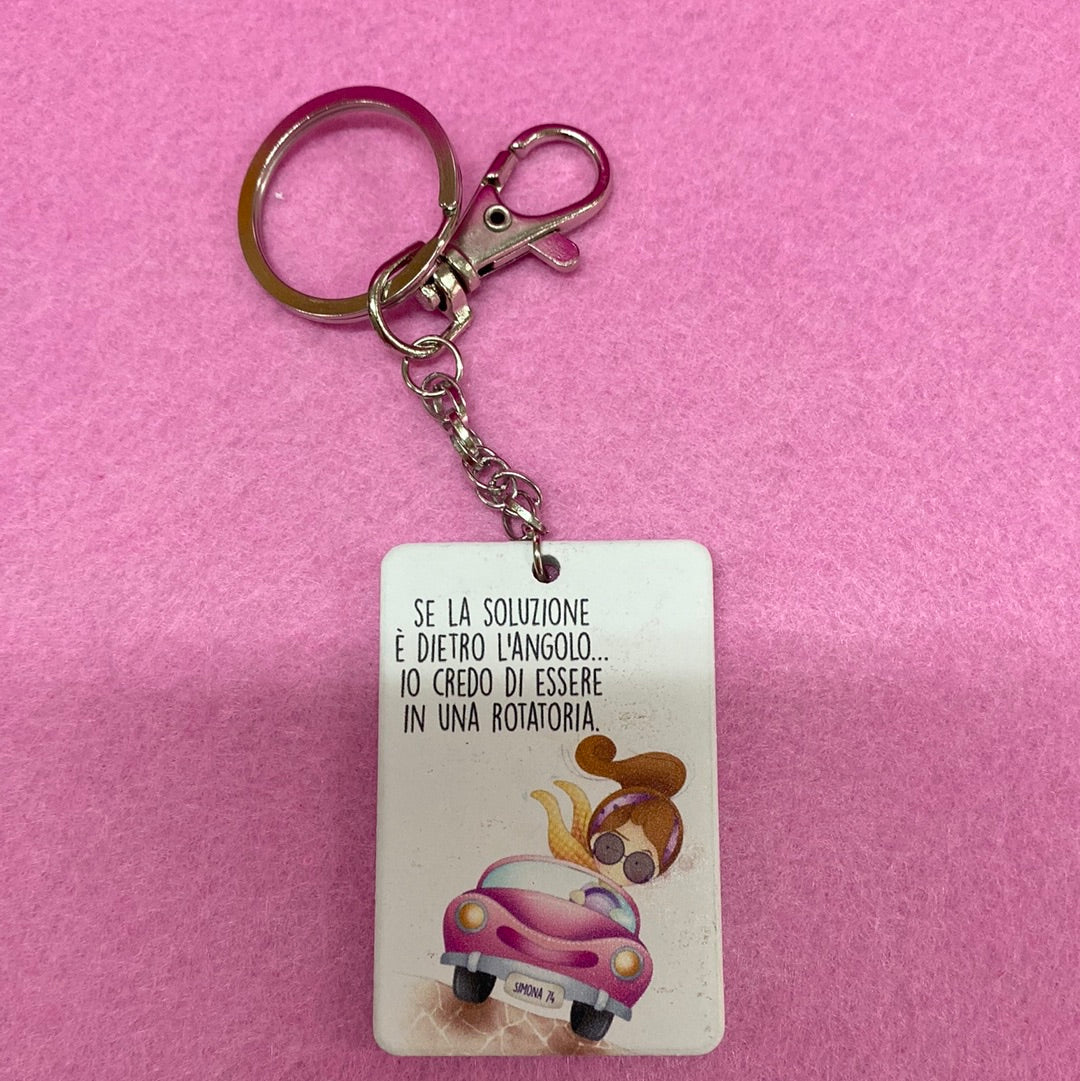 SE LA SOLUZIONE
È DIETRO L'ANGOLO...
IO CREDO DI ESSERE
IN UNA ROTATORIA.
SIMONA 74